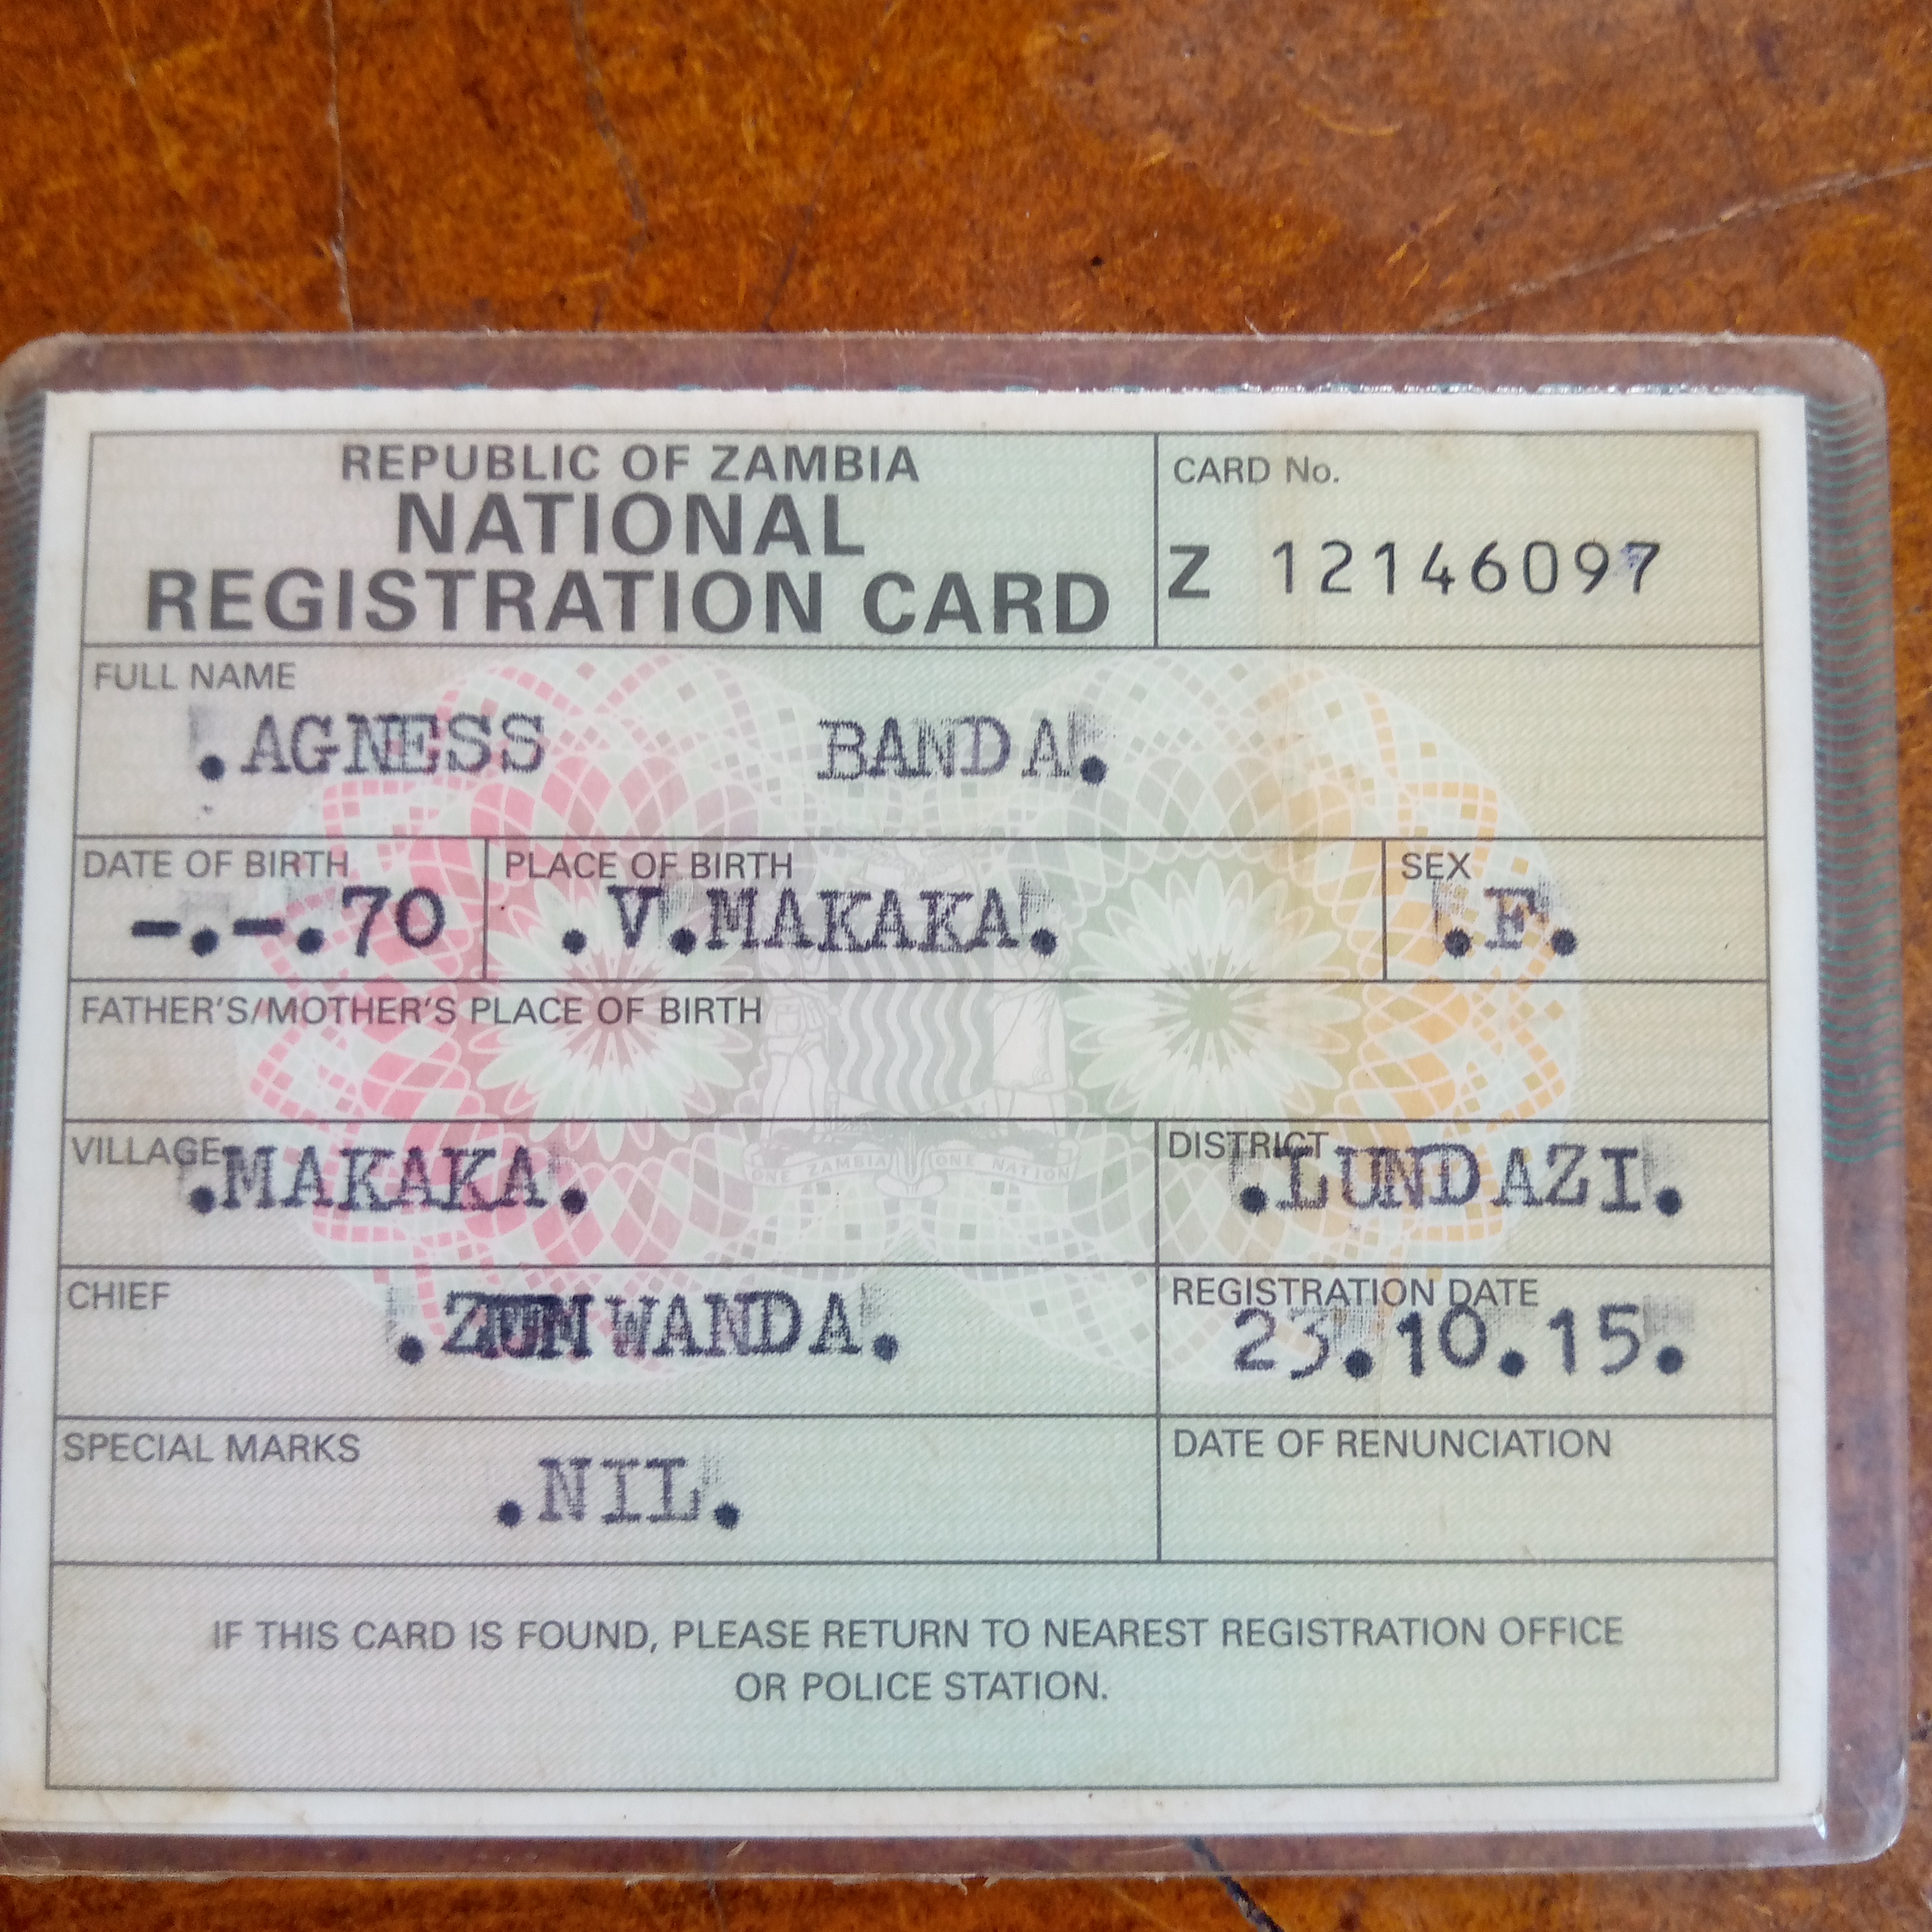 REPUBLIC OF ZAMBIA
NATIONAL
REGISTRATION CARD
CARD No.
Z 12146097
FULL NAME
.AGNESS BANDA.
DATE OF BIRTH
-.-.70
PLACE OF BIRTH
.V.MAKAKA.
SEX
.F.
FATHER'S/MOTHER'S PLACE OF BIRTH
VILLAGE
.MAKAKA.
DISTRICT
.LUNDAZI.
ONE ZAMBIA ONE NATION
CHIEF
REGISTRATION DATE
23.10.15.
SPECIAL MARKS
.NIL.
DATE OF RENUNCIATION
IF THIS CARD IS FOUND, PLEASE RETURN TO NEAREST REGISTRATION OFFICE
OR POLICE STATION.